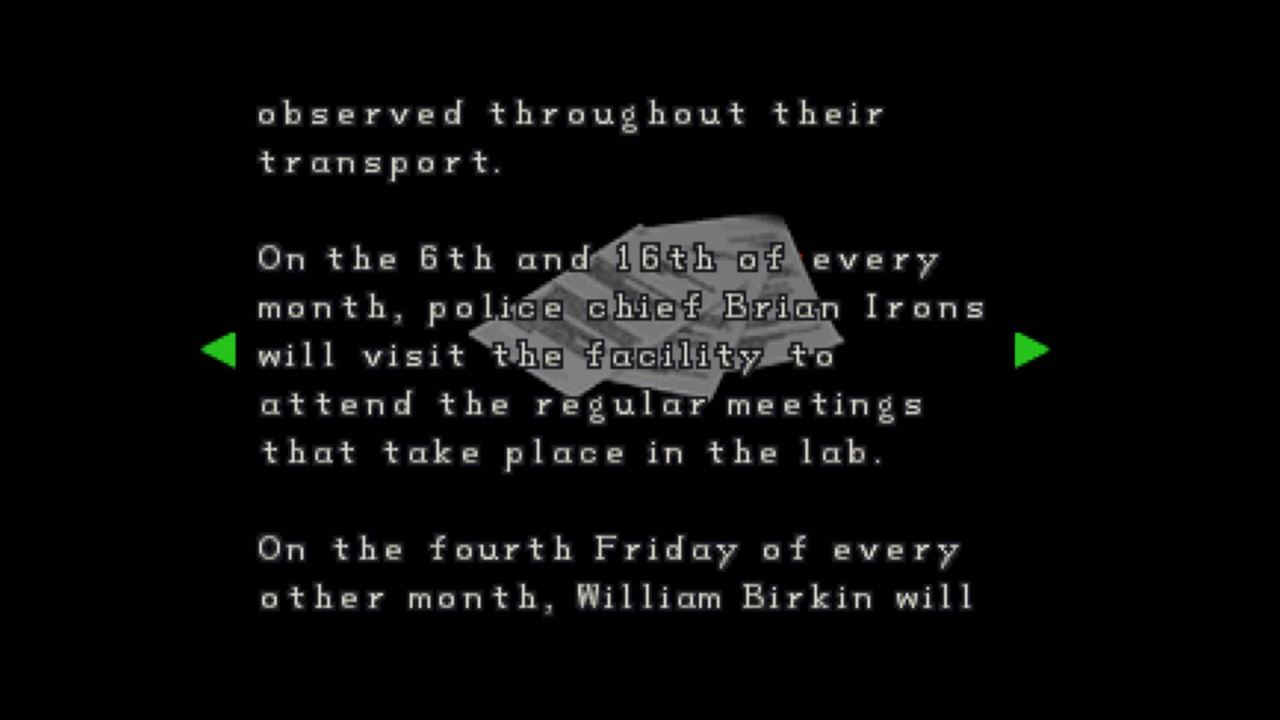 observed throughout their
transport.
On the 6th and 16th of every
month, police chief Brian Irons
will visit the facility to
attend the regular meetings
that take place in the lab.
On the fourth Friday of every
other month, William Birkin will